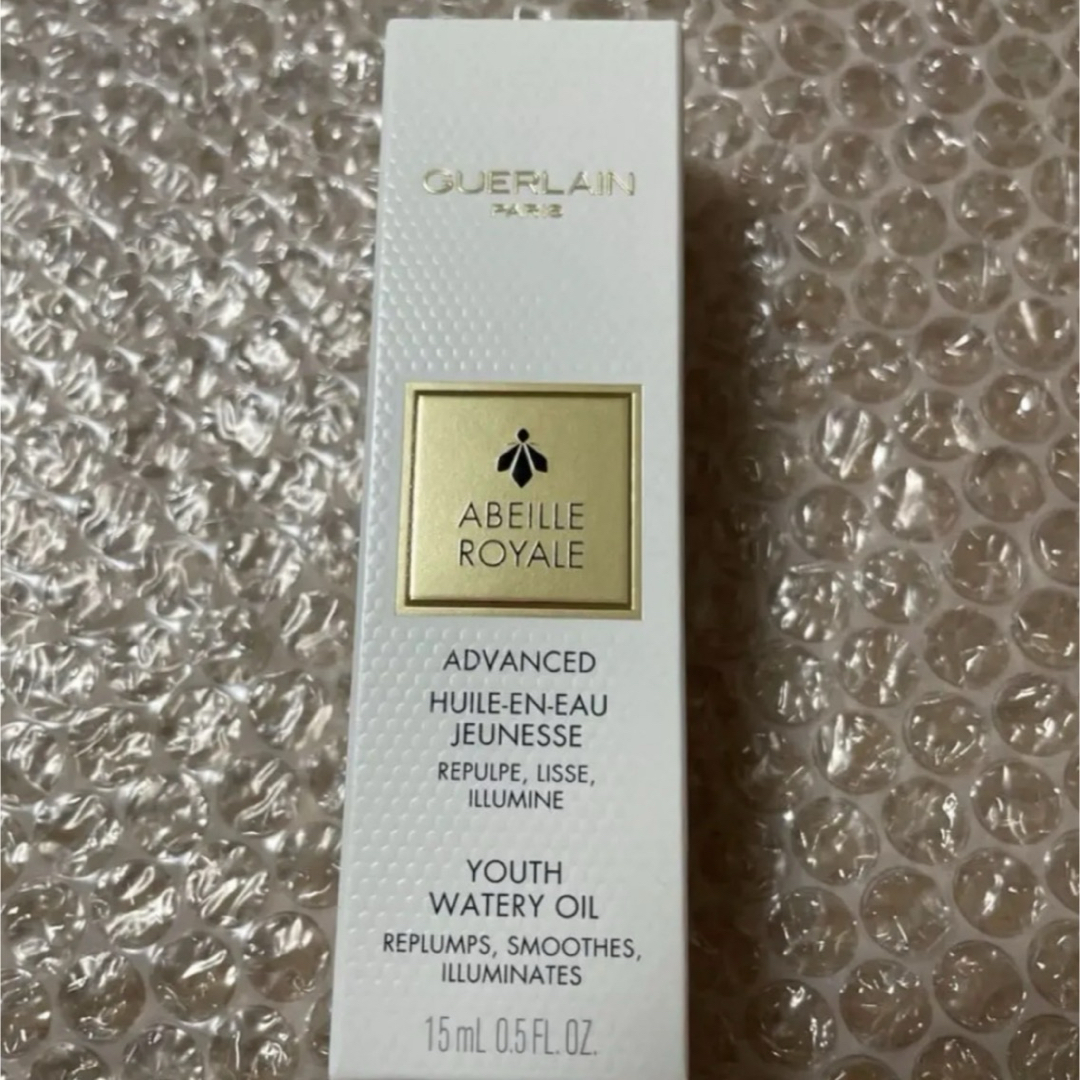 GUERLAIN
PARIS
ABEILLE
ROYALE
ADVANCED
HUILE-EN-EAU
JEUNESSE
REPULPE, LISSE,
ILLUMINE
YOUTH
WATERY OIL
REPLUMPS, SMOOTHES,
ILLUMINATES
15 mL 0.5 FL. OZ.